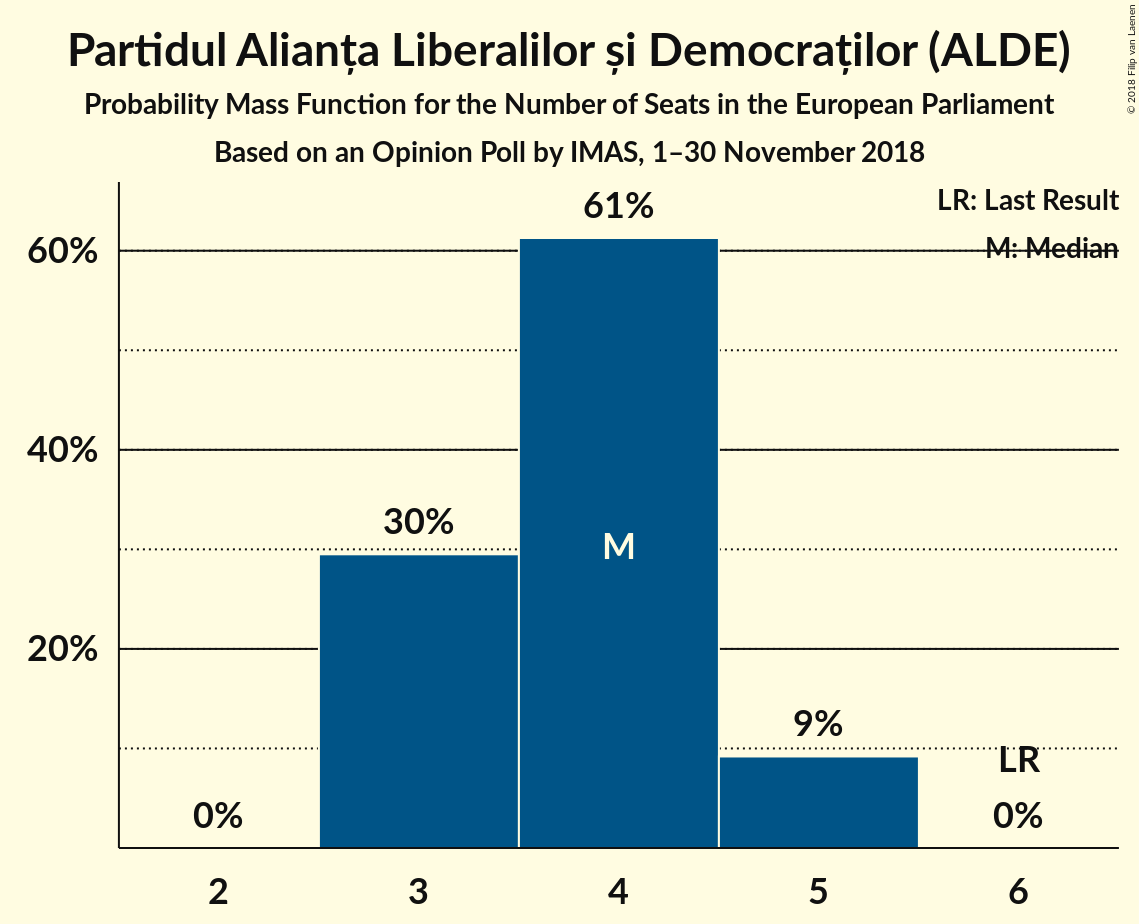 Partidul Alianța Liberalilor și Democraților (ALDE)
Probability Mass Function for the Number of Seats in the European Parliament
Based on an Opinion Poll by IMAS, 1–30 November 2018
© 2018 Filip van Laenen
LR: Last Result
M: Median
61%
60%
40%
30%
M
20%
9%
LR
0%
0%
2 3 4 5 6